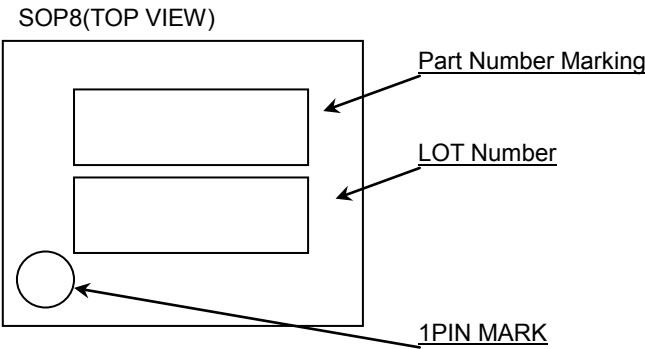 SOP8(TOP VIEW)
Part Number Marking
LOT Number
1PIN MARK